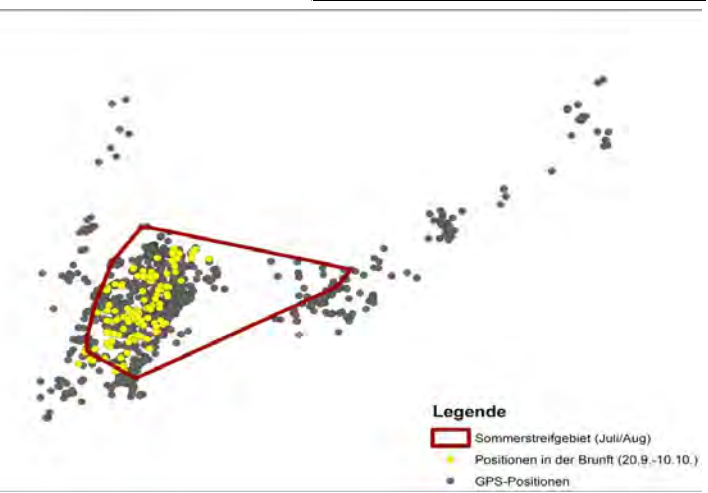 Legende
Sommerstreifgebiet (Juli/Aug)
Positionen in der Brunft (20.9.-10.10.)
GPS-Positionen